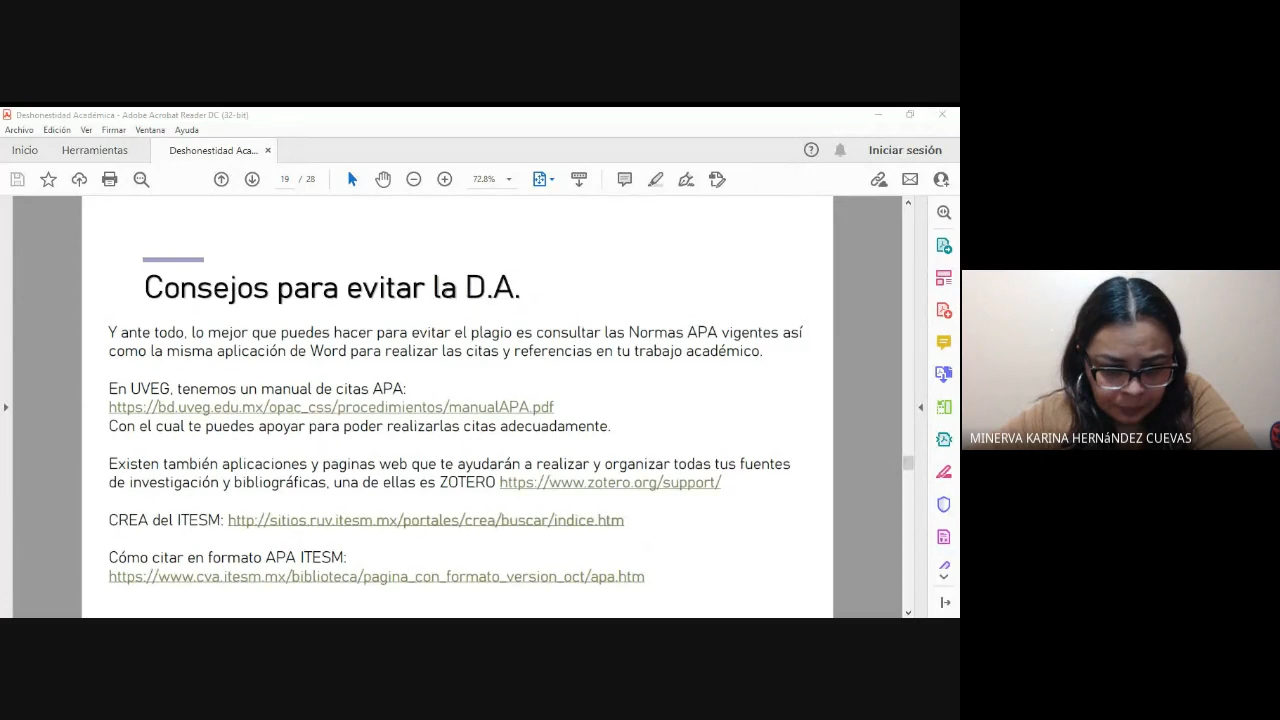 Deshonestidad Académica - Adobe Acrobat Reader DC (32-bit)
Archivo Edición Ver Firmar Ventana Ayuda
Inicio Herramientas Deshonestidad Aca... × Iniciar sesión
19 / 28 72.8%
Consejos para evitar la D.A.
Y ante todo, lo mejor que puedes hacer para evitar el plagio es consultar las Normas APA vigentes así
como la misma aplicación de Word para realizar las citas y referencias en tu trabajo académico.
En UVEG, tenemos un manual de citas APA:
https://bd.uveg.edu.mx/opac_css/procedimientos/manualAPA.pdf
Con el cual te puedes apoyar para poder realizarlas citas adecuadamente.
Existen también aplicaciones y paginas web que te ayudarán a realizar y organizar todas tus fuentes
de investigación y bibliográficas, una de ellas es ZOTERO https://www.zotero.org/support/
CREA del ITESM: http://sitios.ruv.itesm.mx/portales/crea/buscar/indice.htm
Cómo citar en formato APA ITESM:
https://www.cva.itesm.mx/biblioteca/pagina_con_formato_version_oct/apa.htm
MINERVA KARINA HERNáNDEZ CUEVAS